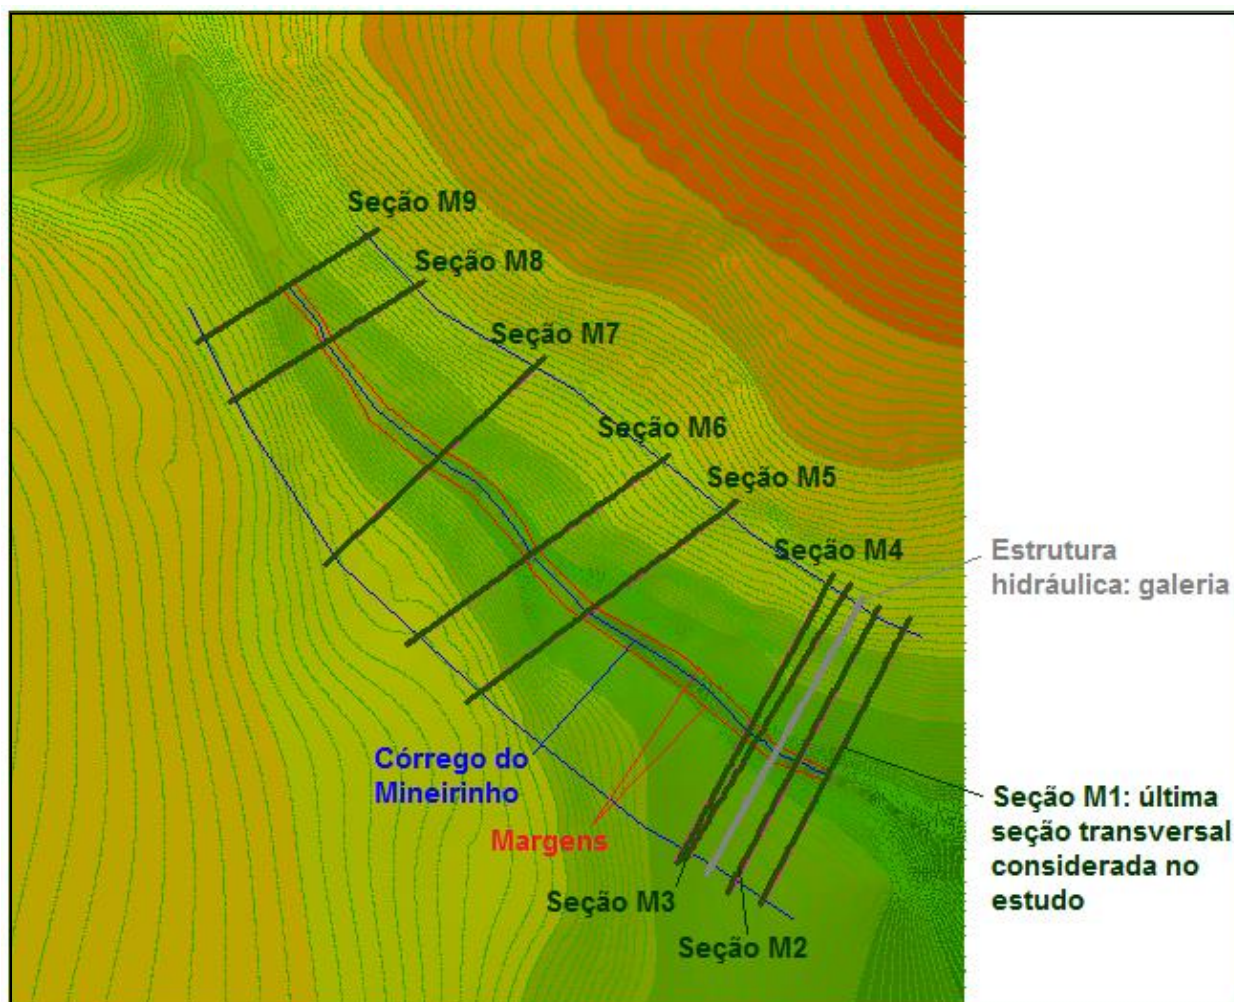 Seção M9
Seção M8
Seção M7
Seção M6
Seção M5
Seção M4
Estrutura
hidráulica: galeria
Córrego do
Mineirinho
Margens
Seção M1: última
seção transversal
considerada no
estudo
Seção M3
Seção M2